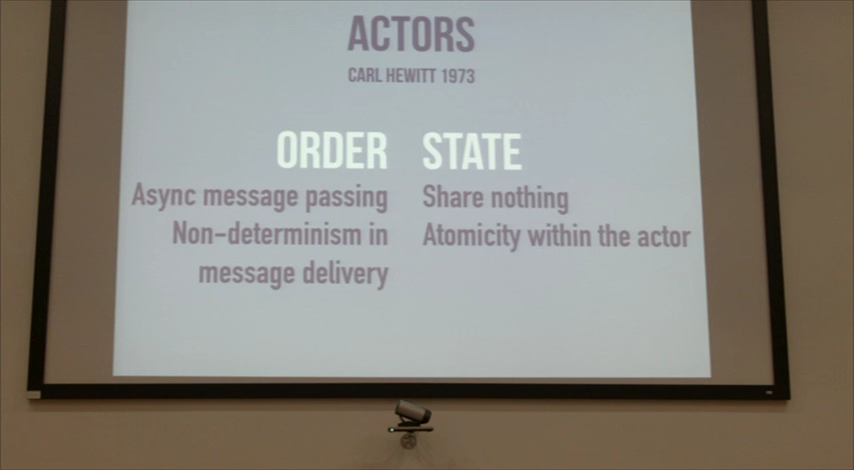 ACTORS
CARL HEWITT 1973
ORDER
Async message passing
Non-determinism in
message delivery
STATE
Share nothing
Atomicity within the actor